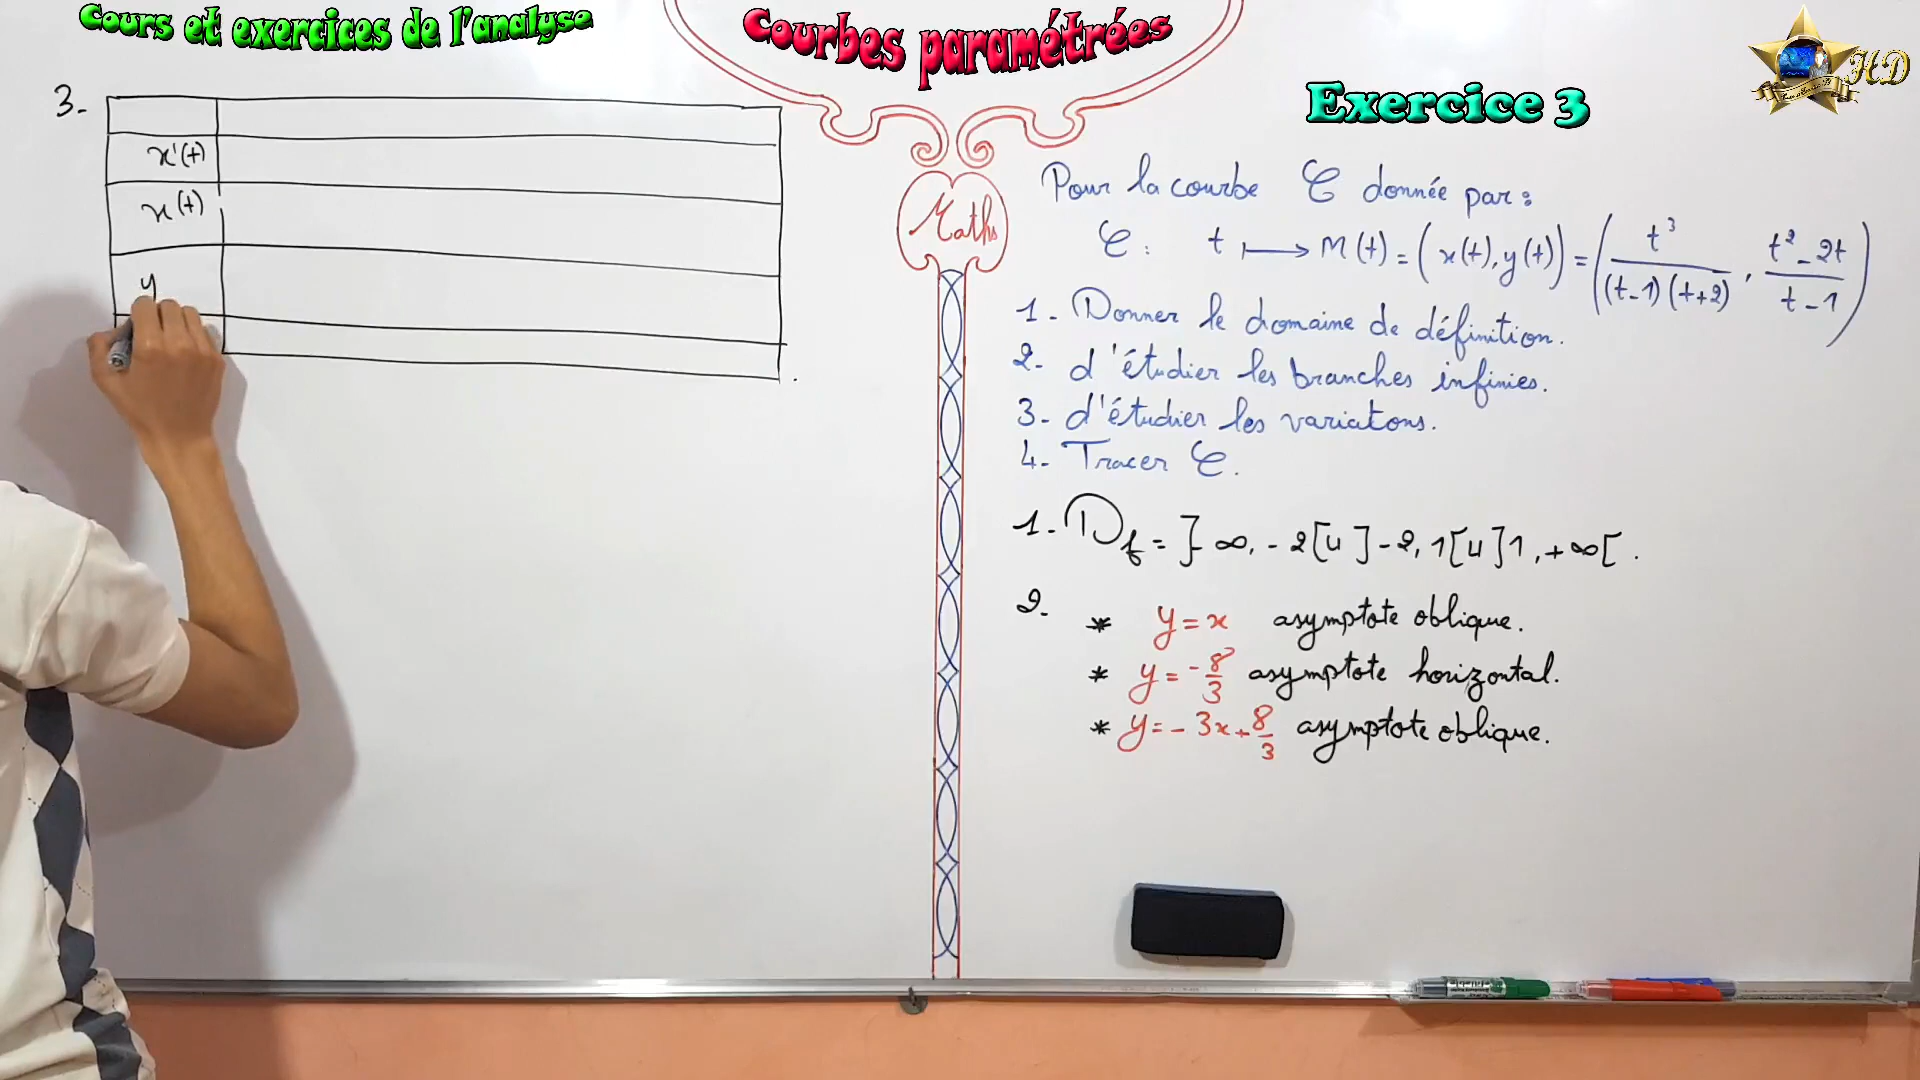 Cours et exercices de l'analyse
Courbes paramétrées
HD
Exercice 3
3-
x'(t)
x(t)
y
Maths
Pour la courbe C donnée par:
C: t ⟼ M(t) = (x(t), y(t)) = (t³/((t-1)(t+2)), (t²-2t)/(t-1))
1- Donner le domaine de définition.
2- d'étudier les branches infinies.
3- d'étudier les variatons.
4- Tracer C.
1- Df = ]-∞, -2[ u ]-2, 1[ u ]1, +∞[.
2-
* y = x asymptote oblique.
* y = -8/3 asymptote horizontal.
* y = -3x + 8/3 asymptote oblique.